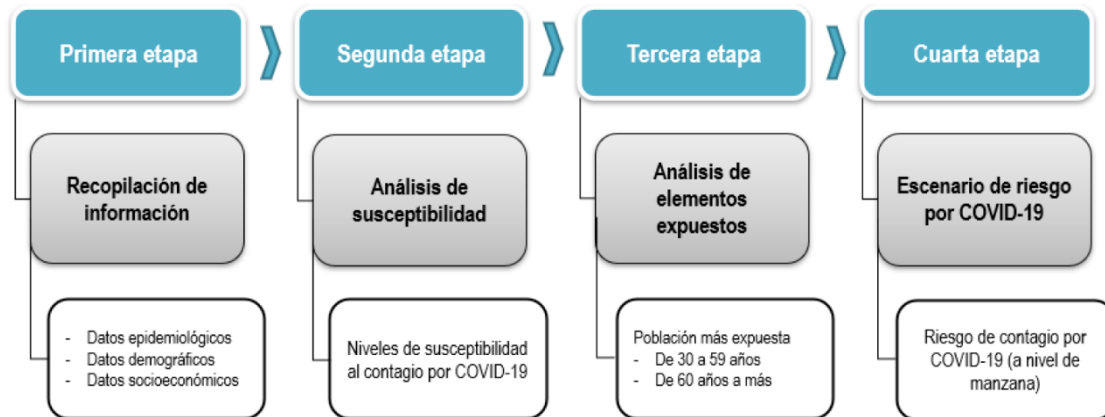 Primera etapa
Segunda etapa
Tercera etapa
Cuarta etapa
Recopilación de
información
Análisis de
susceptibilidad
Análisis de
elementos
expuestos
Escenario de riesgo
por COVID-19
- Datos epidemiológicos
- Datos demográficos
- Datos socioeconómicos
Niveles de susceptibilidad
al contagio por COVID-19
Población más expuesta
- De 30 a 59 años
- De 60 años a más
Riesgo de contagio por
COVID-19 (a nivel de
manzana)